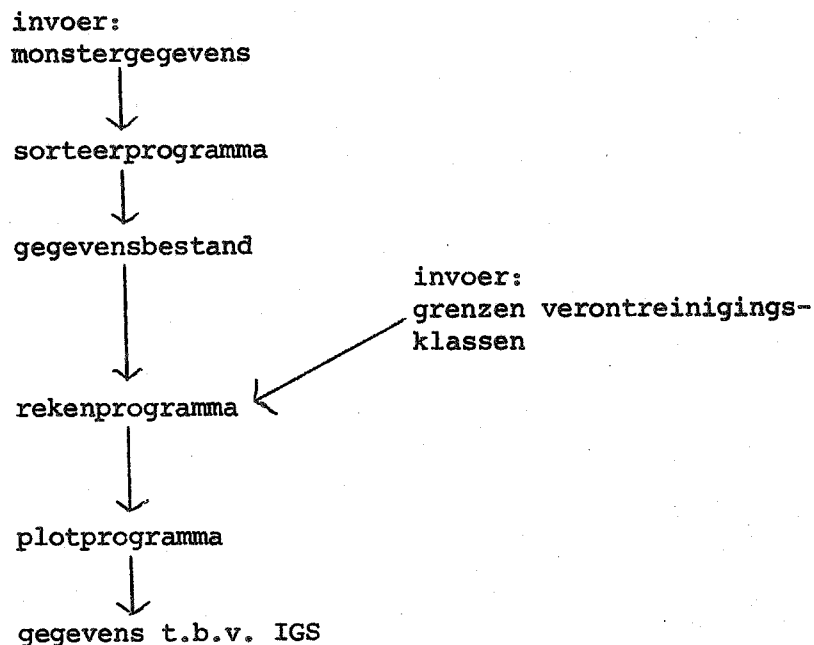 invoer:
monstergegevens
sorteerprogramma
gegevensbestand
invoer:
grenzen verontreinigings-
klassen
rekenprogramma
plotprogramma
gegevens t.b.v. IGS